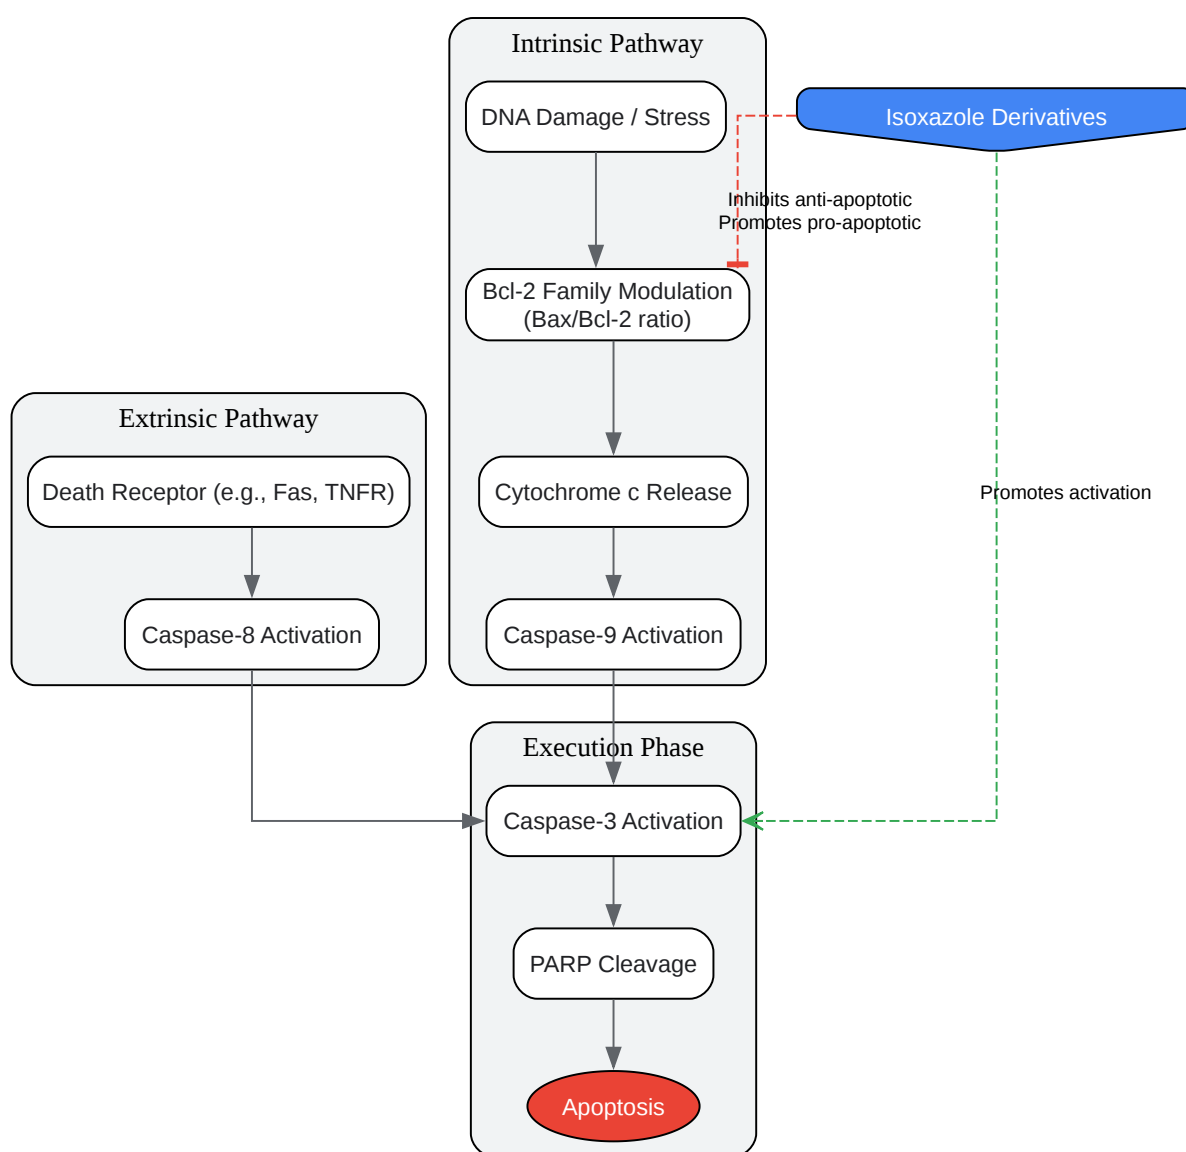 Intrinsic Pathway
DNA Damage / Stress
Isoxazole Derivatives
Inhibits anti-apoptotic
Promotes pro-apoptotic
Bcl-2 Family Modulation
(Bax/Bcl-2 ratio)
Extrinsic Pathway
Death Receptor (e.g., Fas, TNFR)
Cytochrome c Release
Promotes activation
Caspase-8 Activation
Caspase-9 Activation
Execution Phase
Caspase-3 Activation
PARP Cleavage
Apoptosis